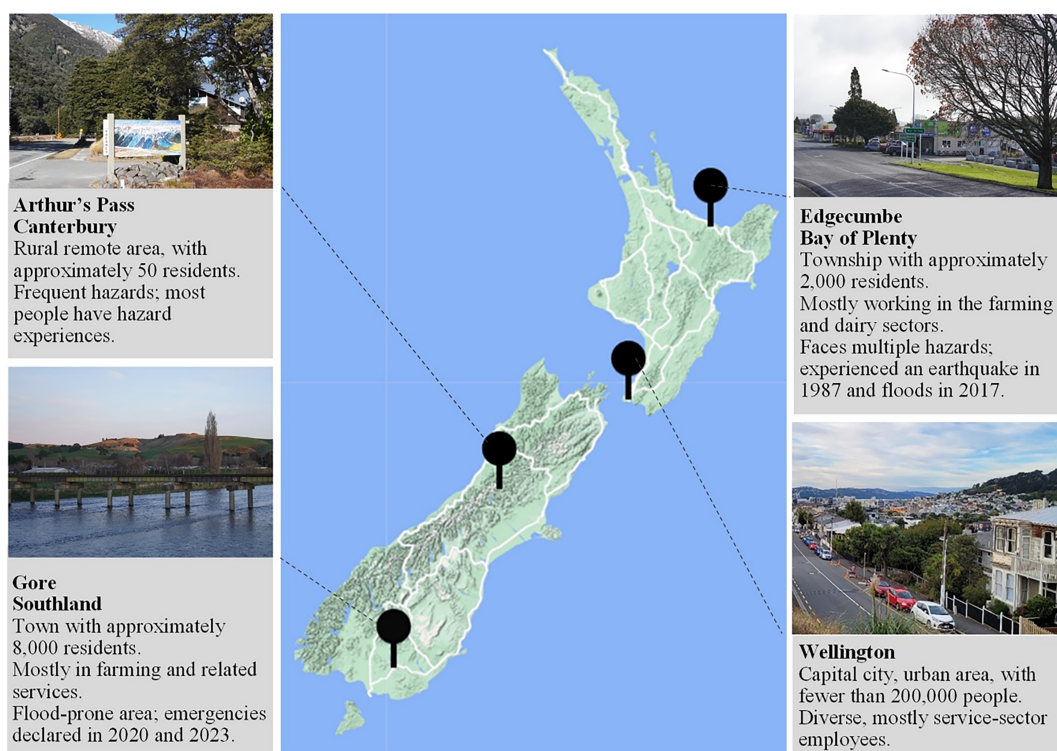 Arthur's Pass
Canterbury
Rural remote area, with
approximately 50 residents.
Frequent hazards; most
people have hazard
experiences.
Gore
Southland
Town with approximately
8,000 residents.
Mostly in farming and related
services.
Flood-prone area; emergencies
declared in 2020 and 2023.
Edgecumbe
Bay of Plenty
Township with approximately
2,000 residents.
Mostly working in the farming
and dairy sectors.
Faces multiple hazards;
experienced an earthquake in
1987 and floods in 2017.
Wellington
Capital city, urban area, with
fewer than 200,000 people.
Diverse, mostly service-sector
employees.